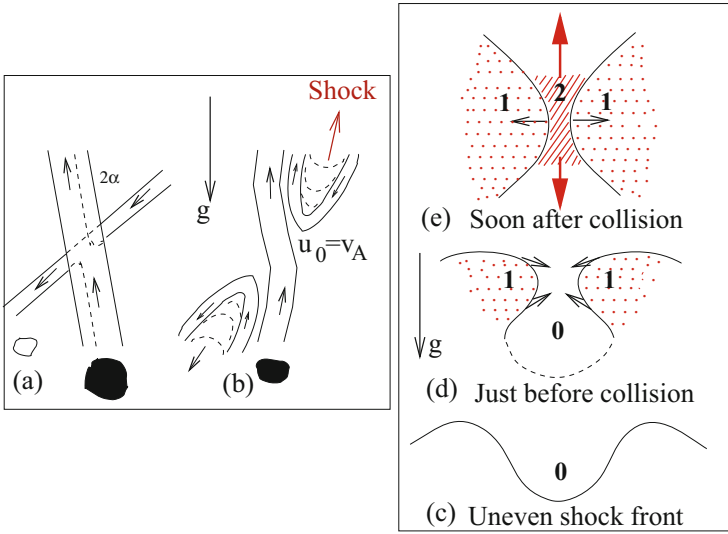 Shock
2α
g
u0=vA
(a)
(b)
2
1
1
(e) Soon after collision
1
1
0
g
(d) Just before collision
0
(c) Uneven shock front